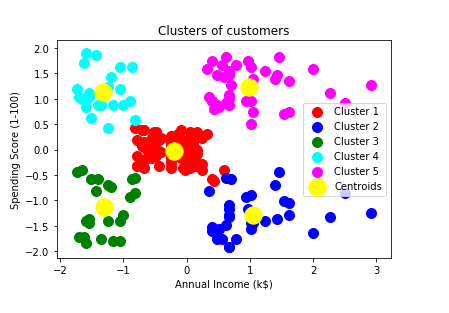 Clusters of customers
Spending Score (1-100)
2.0
1.5
1.0
0.5
0.0
−0.5
−1.0
−1.5
−2.0
Cluster 1
Cluster 2
Cluster 3
Cluster 4
Cluster 5
Centroids
−2 −1 0 1 2 3
Annual Income (k$)